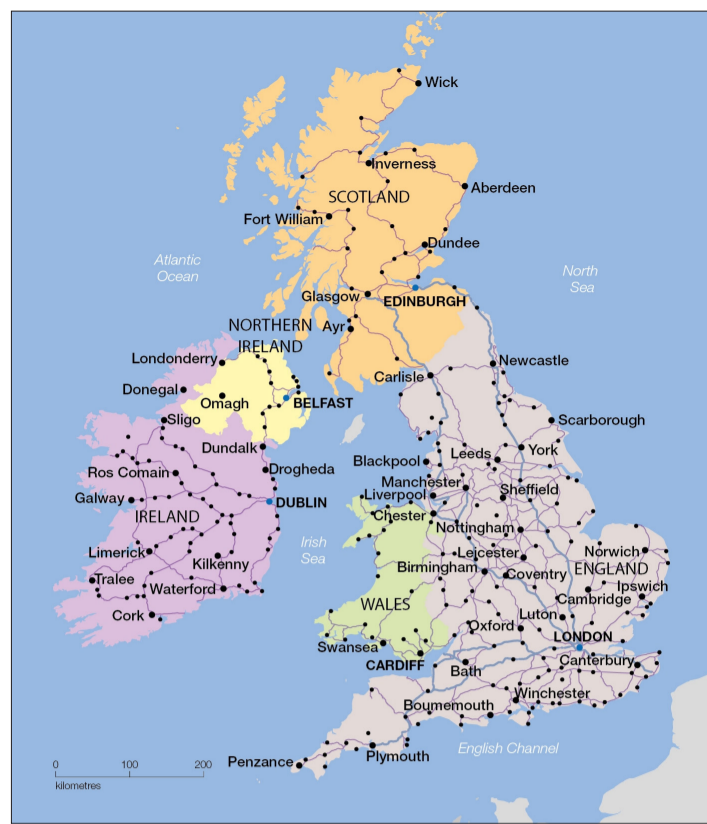 Wick
Inverness
SCOTLAND
Aberdeen
Fort William
Dundee
Atlantic
Ocean
North
Sea
Glasgow
EDINBURGH
NORTHERN
IRELAND
Ayr
Londonderry
Newcastle
Carlisle
Donegal
Omagh
BELFAST
Sligo
Scarborough
Dundalk
Leeds
York
Blackpool
Ros Comain
Drogheda
Manchester
Sheffield
Liverpool
Galway
DUBLIN
Chester
IRELAND
Nottingham
Irish
Sea
Limerick
Kilkenny
Leicester
Norwich
Birmingham
Coventry
ENGLAND
Tralee
Waterford
Ipswich
Cambridge
WALES
Cork
Luton
Oxford
LONDON
Swansea
CARDIFF
Canterbury
Bath
Winchester
Boumemouth
English Channel
Plymouth
Penzance
0 100 200
kilometres